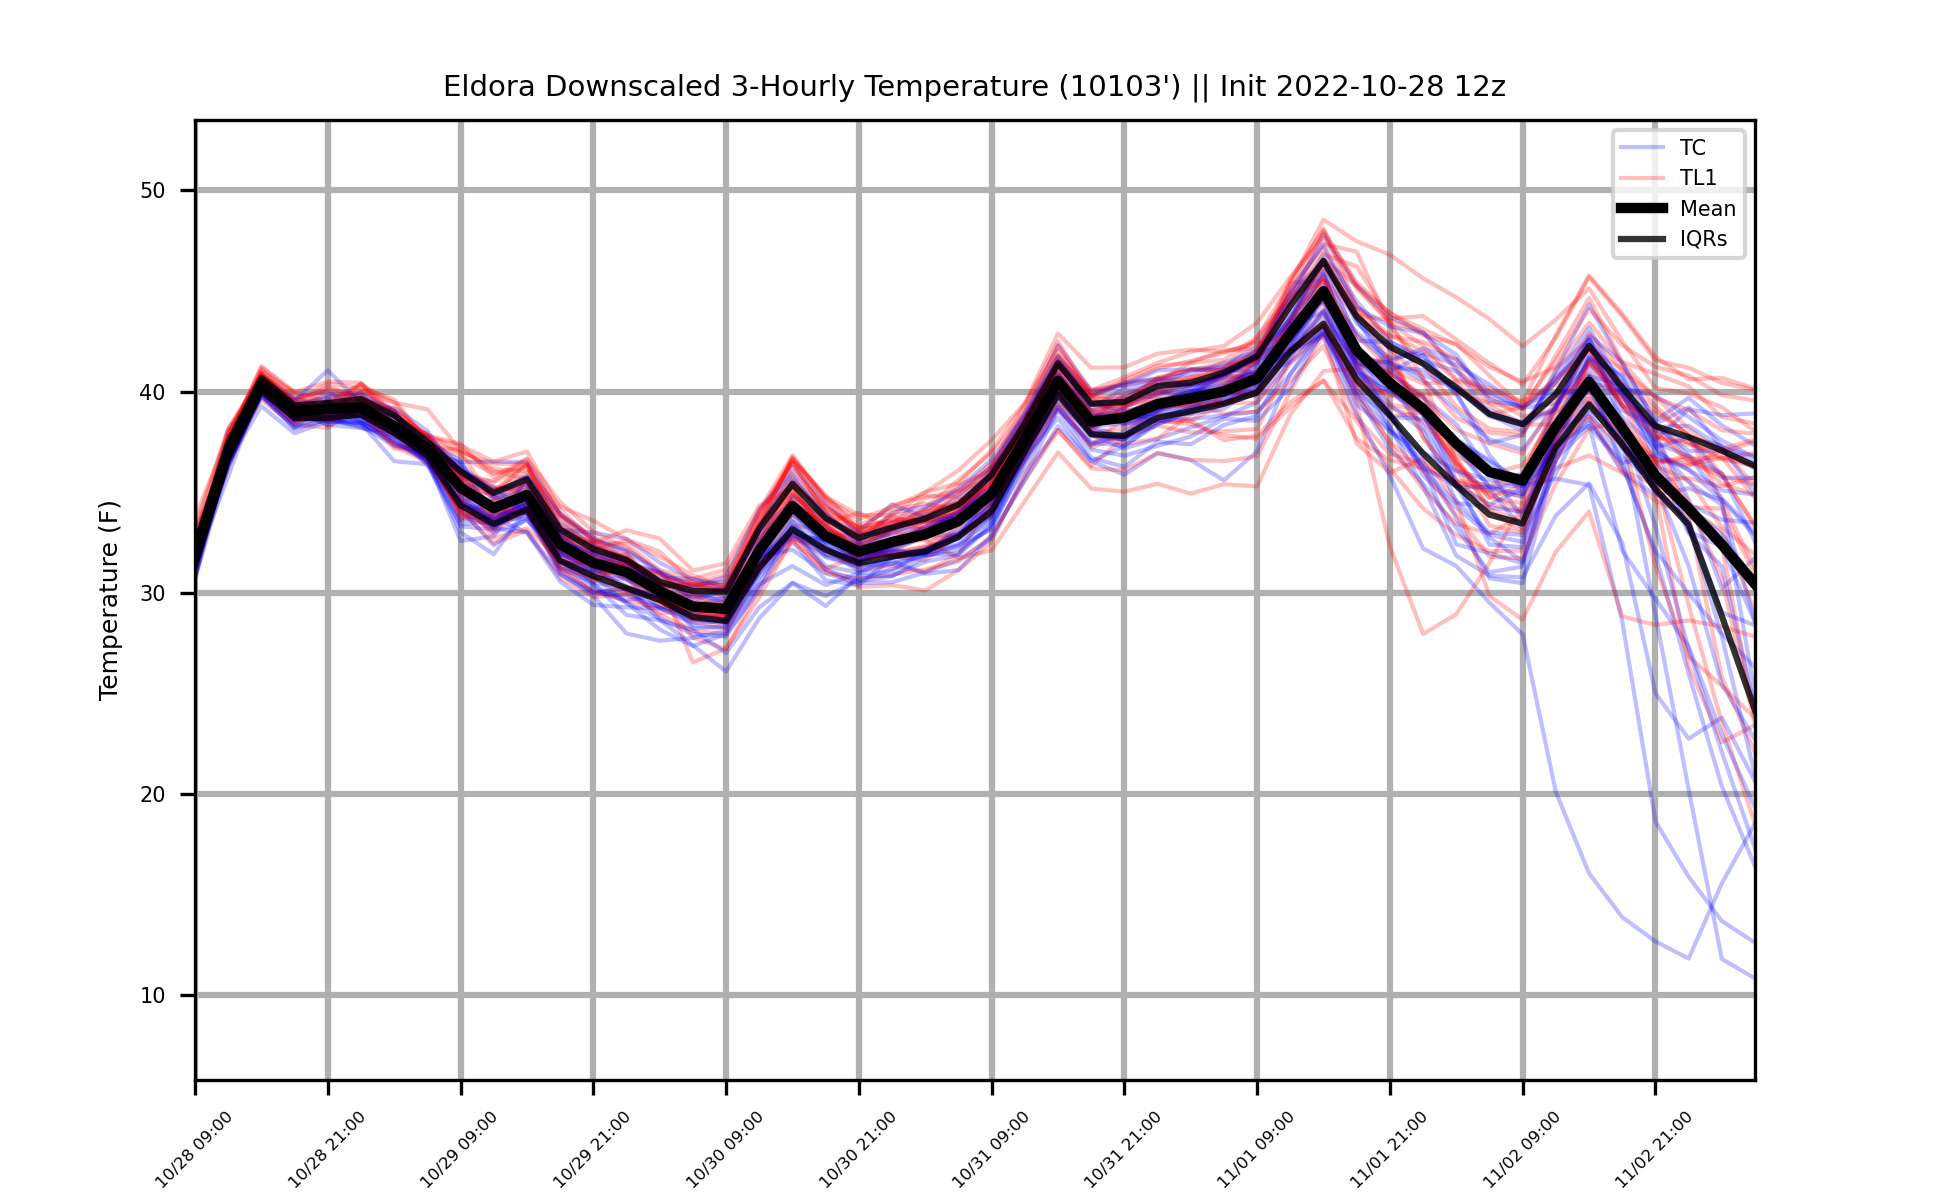 Eldora Downscaled 3-Hourly Temperature (10103') || Init 2022-10-28 12z
TC
TL1
Mean
IQRs
Temperature (F)
50
40
30
20
10
10/28 09:00
10/28 21:00
10/29 09:00
10/29 21:00
10/30 09:00
10/30 21:00
10/31 09:00
10/31 21:00
11/01 09:00
11/01 21:00
11/02 09:00
11/02 21:00